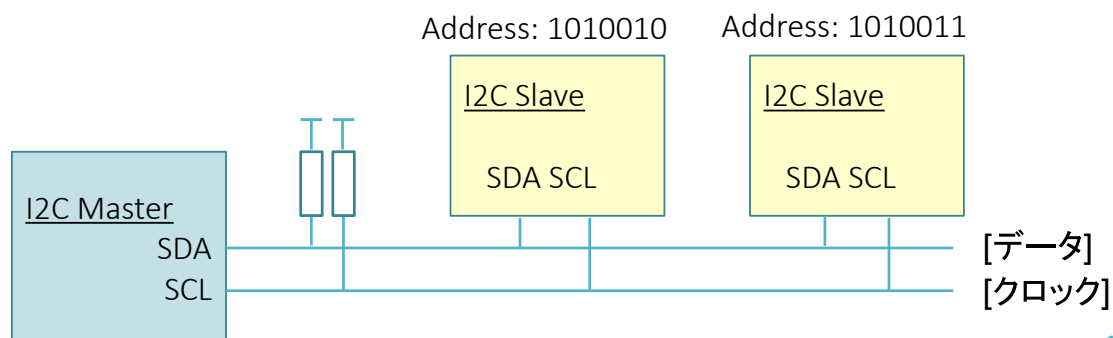 Address: 1010010
Address: 1010011
I2C Slave
I2C Slave
SDA SCL
SDA SCL
I2C Master
SDA
[データ]
SCL
[クロック]